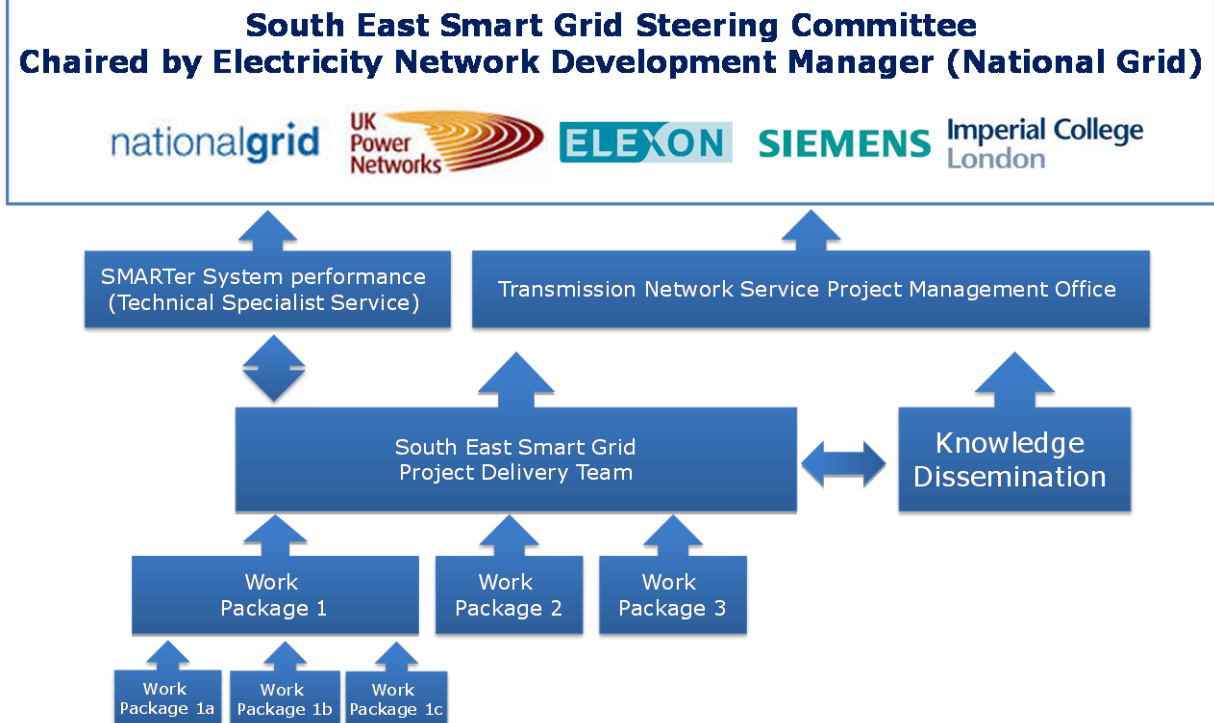 South East Smart Grid Steering Committee
Chaired by Electricity Network Development Manager (National Grid)
nationalgrid
UK
Power
Networks
ELEXON
SIEMENS
Imperial College
London
SMARTer System performance
(Technical Specialist Service)
Transmission Network Service Project Management Office
South East Smart Grid
Project Delivery Team
Knowledge
Dissemination
Work
Package 1
Work
Package 2
Work
Package 3
Work
Package 1a
Work
Package 1b
Work
Package 1c